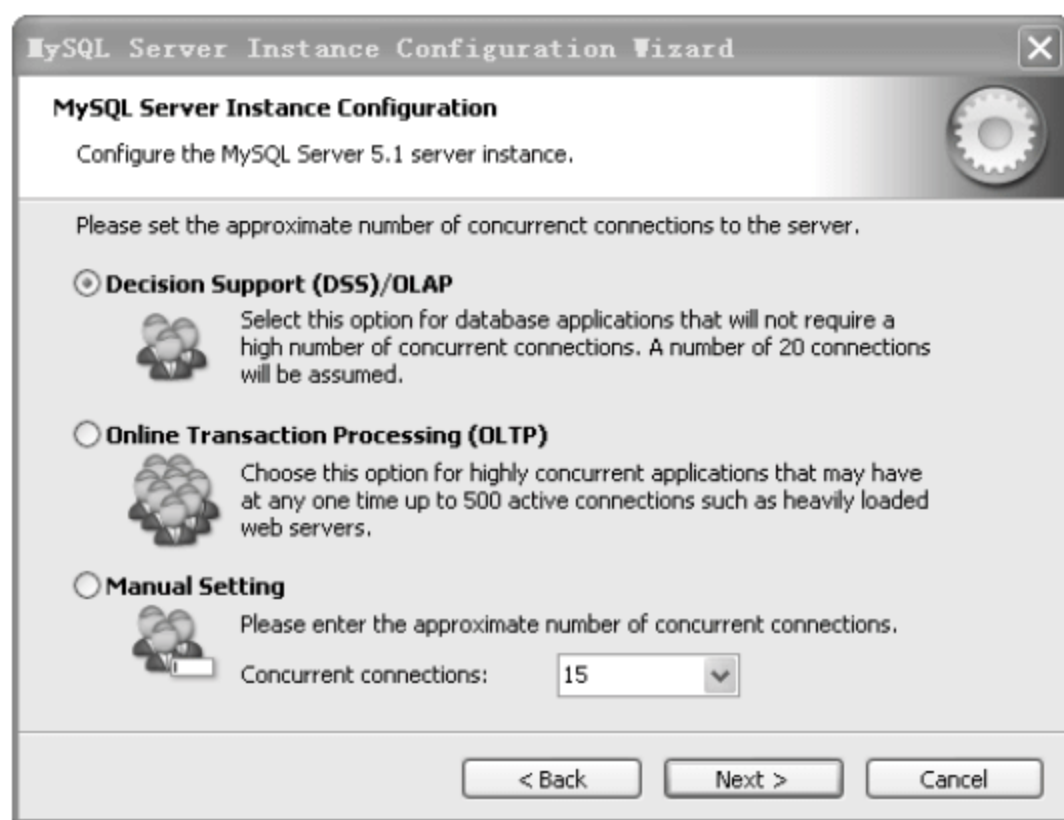 MySQL Server Instance Configuration Wizard
MySQL Server Instance Configuration
Configure the MySQL Server 5.1 server instance.
Please set the approximate number of concurrenct connections to the server.
Decision Support (DSS)/OLAP
Select this option for database applications that will not require a
high number of concurrent connections. A number of 20 connections
will be assumed.
Online Transaction Processing (OLTP)
Choose this option for highly concurrent applications that may have
at any one time up to 500 active connections such as heavily loaded
web servers.
Manual Setting
Please enter the approximate number of concurrent connections.
Concurrent connections: 15
< Back Next > Cancel